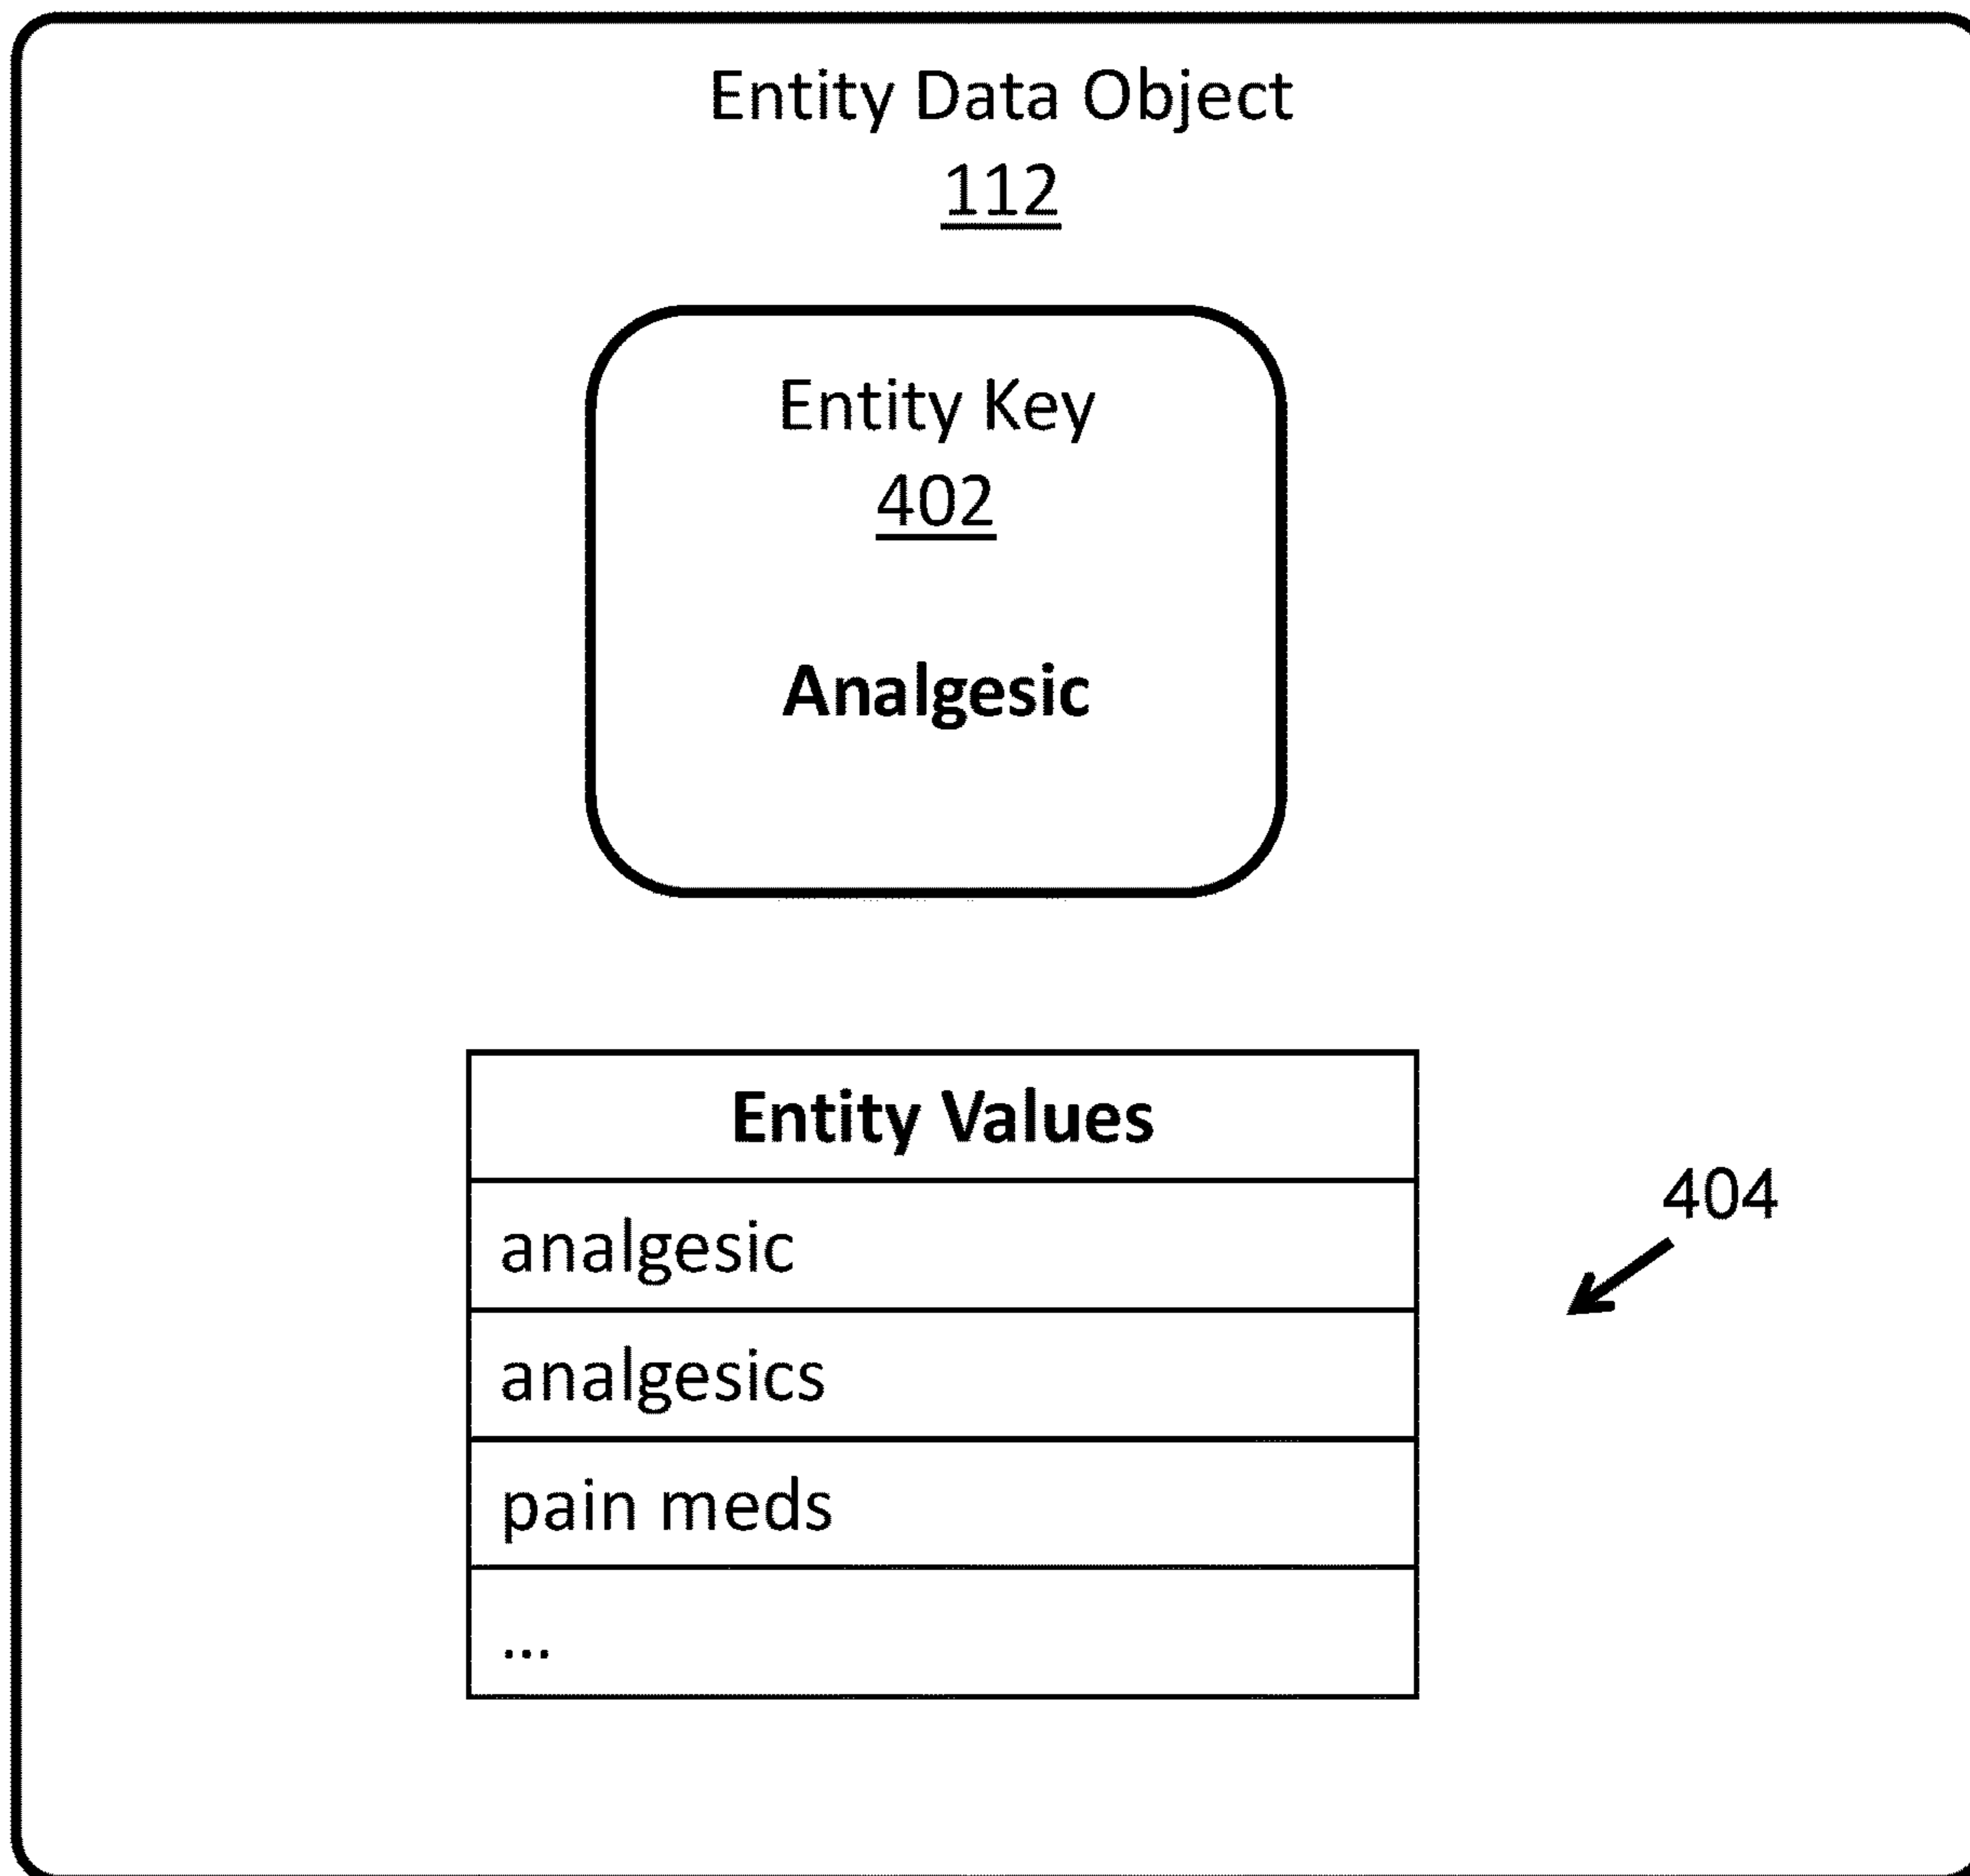 Entity Data Object
112
Entity Key
402
Analgesic
Entity Values
analgesic
404
analgesics
pain meds
...